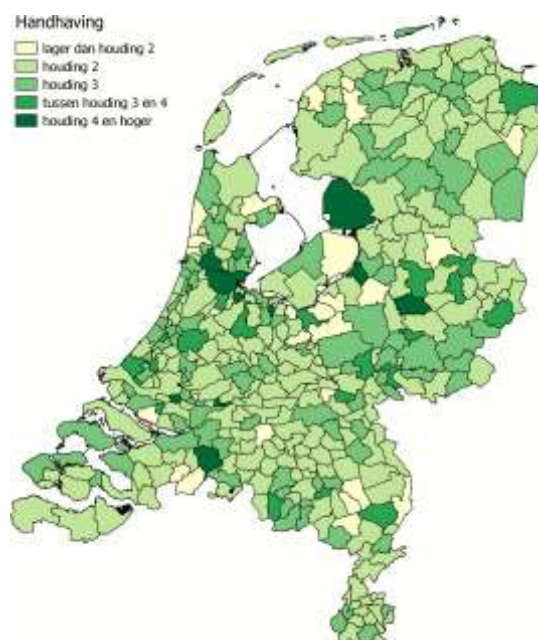 Handhaving
lager dan houding 2
houding 2
houding 3
tussen houding 3 en 4
houding 4 en hoger